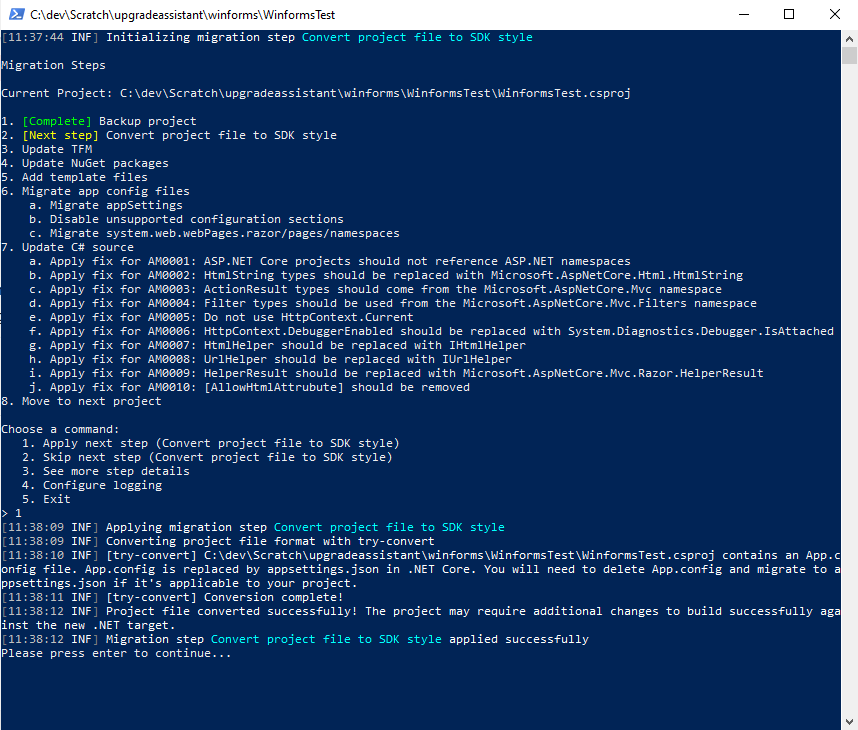 C:\dev\Scratch\upgradeassistant\winforms\WinformsTest
[11:37:44 INF] Initializing migration step Convert project file to SDK style
Migration Steps
Current Project: C:\dev\Scratch\upgradeassistant\winforms\WinformsTest\WinformsTest.csproj
1. [Complete] Backup project
2. [Next step] Convert project file to SDK style
3. Update TFM
4. Update NuGet packages
5. Add template files
6. Migrate app config files
a. Migrate appSettings
b. Disable unsupported configuration sections
c. Migrate system.web.webPages.razor/pages/namespaces
7. Update C# source
a. Apply fix for AM0001: ASP.NET Core projects should not reference ASP.NET namespaces
b. Apply fix for AM0002: HtmlString types should be replaced with Microsoft.AspNetCore.Html.HtmlString
c. Apply fix for AM0003: ActionResult types should come from the Microsoft.AspNetCore.Mvc namespace
d. Apply fix for AM0004: Filter types should be used from the Microsoft.AspNetCore.Mvc.Filters namespace
e. Apply fix for AM0005: Do not use HttpContext.Current
f. Apply fix for AM0006: HttpContext.DebuggerEnabled should be replaced with System.Diagnostics.Debugger.IsAttached
g. Apply fix for AM0007: HtmlHelper should be replaced with IHtmlHelper
h. Apply fix for AM0008: UrlHelper should be replaced with IUrlHelper
i. Apply fix for AM0009: HelperResult should be replaced with Microsoft.AspNetCore.Mvc.Razor.HelperResult
j. Apply fix for AM0010: [AllowHtmlAttrubute] should be removed
8. Move to next project
Choose a command:
1. Apply next step (Convert project file to SDK style)
2. Skip next step (Convert project file to SDK style)
3. See more step details
4. Configure logging
5. Exit
> 1
[11:38:09 INF] Applying migration step Convert project file to SDK style
[11:38:09 INF] Converting project file format with try-convert
[11:38:10 INF] [try-convert] C:\dev\Scratch\upgradeassistant\winforms\WinformsTest\WinformsTest.csproj contains an App.c
onfig file. App.config is replaced by appsettings.json in .NET Core. You will need to delete App.config and migrate to a
ppsettings.json if it's applicable to your project.
[11:38:11 INF] [try-convert] Conversion complete!
[11:38:12 INF] Project file converted successfully! The project may require additional changes to build successfully aga
inst the new .NET target.
[11:38:12 INF] Migration step Convert project file to SDK style applied successfully
Please press enter to continue...